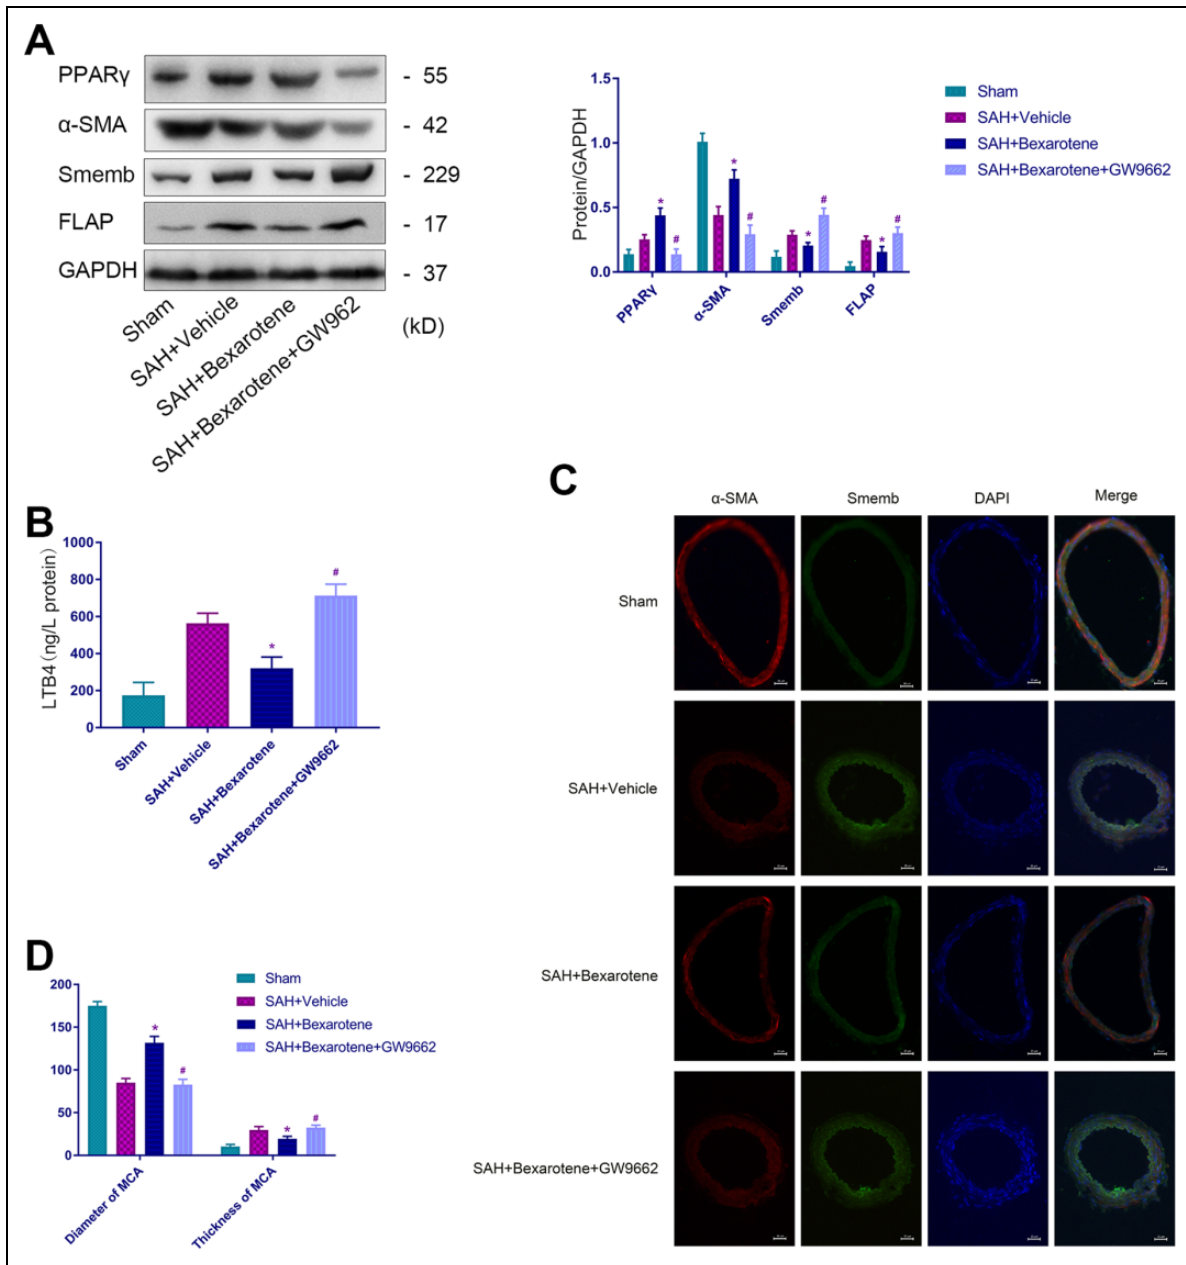 A
PPARγ
- 55
α-SMA
- 42
Smemb
- 229
FLAP
- 17
GAPDH
- 37
Sham
SAH+Vehicle
SAH+Bexarotene
SAH+Bexarotene+GW962
(kD)
Protein/GAPDH
1.5
1.0
0.5
0.0
*
#
*
#
*
#
*
#
PPARγ
α-SMA
Smemb
FLAP
Sham
SAH+Vehicle
SAH+Bexarotene
SAH+Bexarotene+GW9662
B
LTB4(ng/L protein)
1000
800
600
400
200
0
*
#
Sham
SAH+Vehicle
SAH+Bexarotene
SAH+Bexarotene+GW9662
C
α-SMA Smemb DAPI Merge
Sham
SAH+Vehicle
SAH+Bexarotene
SAH+Bexarotene+GW9662
D
200
150
100
50
0
*
#
*
#
Diameter of MCA
Thickness of MCA
Sham
SAH+Vehicle
SAH+Bexarotene
SAH+Bexarotene+GW9662